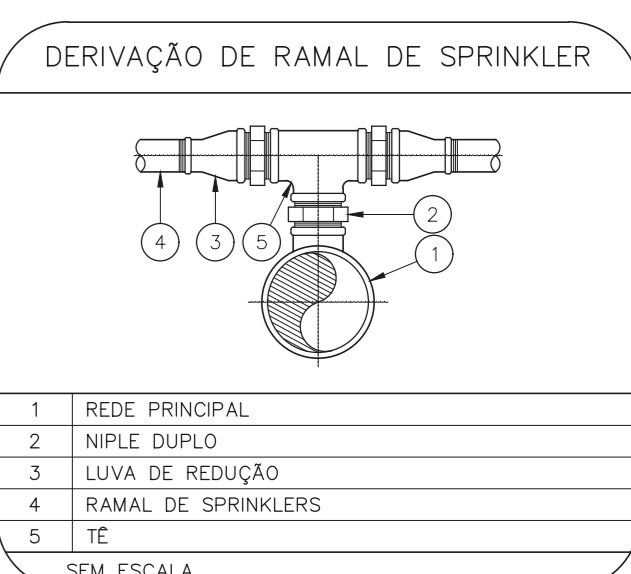 DERIVAÇÃO DE RAMAL DE SPRINKLER
4 3 5 2
1
1 REDE PRINCIPAL
2 NIPLE DUPLO
3 LUVA DE REDUÇÃO
4 RAMAL DE SPRINKLERS
5 TÊ
SEM ESCALA